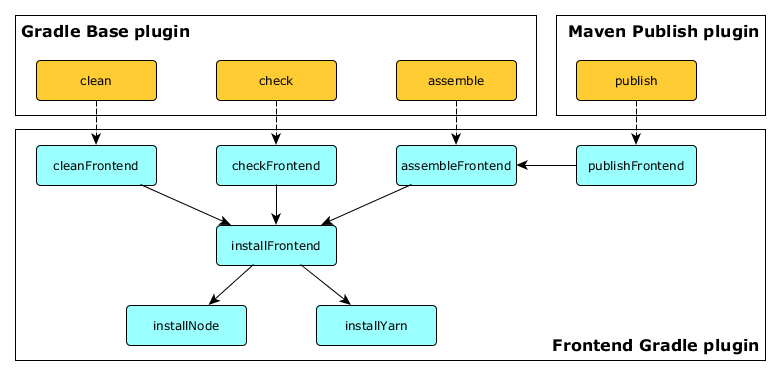 Gradle Base plugin
Maven Publish plugin
clean
check
assemble
publish
cleanFrontend
checkFrontend
assembleFrontend
publishFrontend
installFrontend
installNode
installYarn
Frontend Gradle plugin